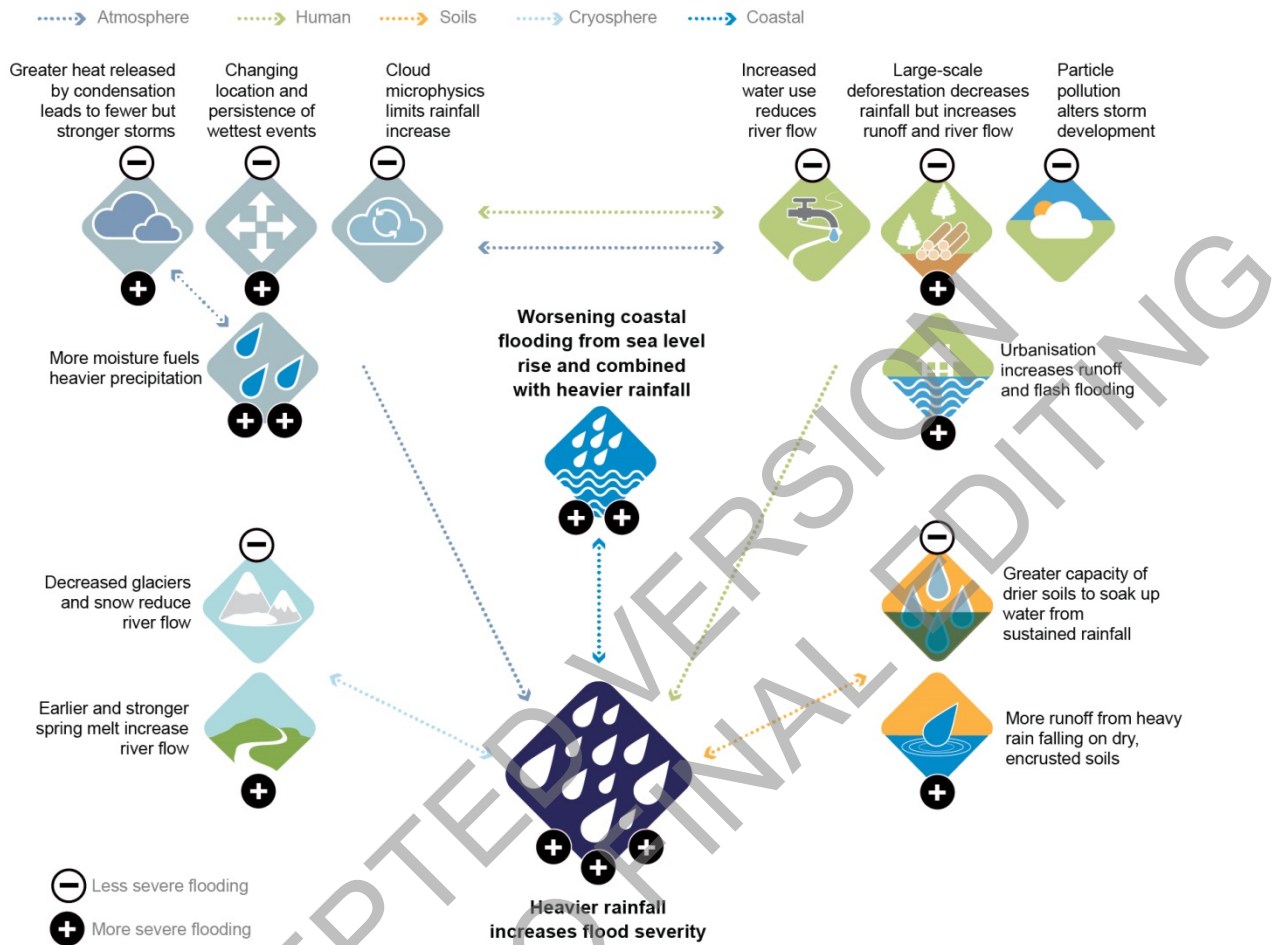 Atmosphere
Human
Soils
Cryosphere
Coastal
Greater heat released
by condensation
leads to fewer but
stronger storms
Changing
location and
persistence of
wettest events
Cloud
microphysics
limits rainfall
increase
Increased
water use
reduces
river flow
Large-scale
deforestation decreases
rainfall but increases
runoff and river flow
Particle
pollution
alters storm
development
More moisture fuels
heavier precipitation
Worsening coastal
flooding from sea level
rise and combined
with heavier rainfall
Urbanisation
increases runoff
and flash flooding
Decreased glaciers
and snow reduce
river flow
Greater capacity of
drier soils to soak up
water from
sustained rainfall
Earlier and stronger
spring melt increase
river flow
More runoff from heavy
rain falling on dry,
encrusted soils
Less severe flooding
More severe flooding
Heavier rainfall
increases flood severity
VERSION
FINAL EDITING